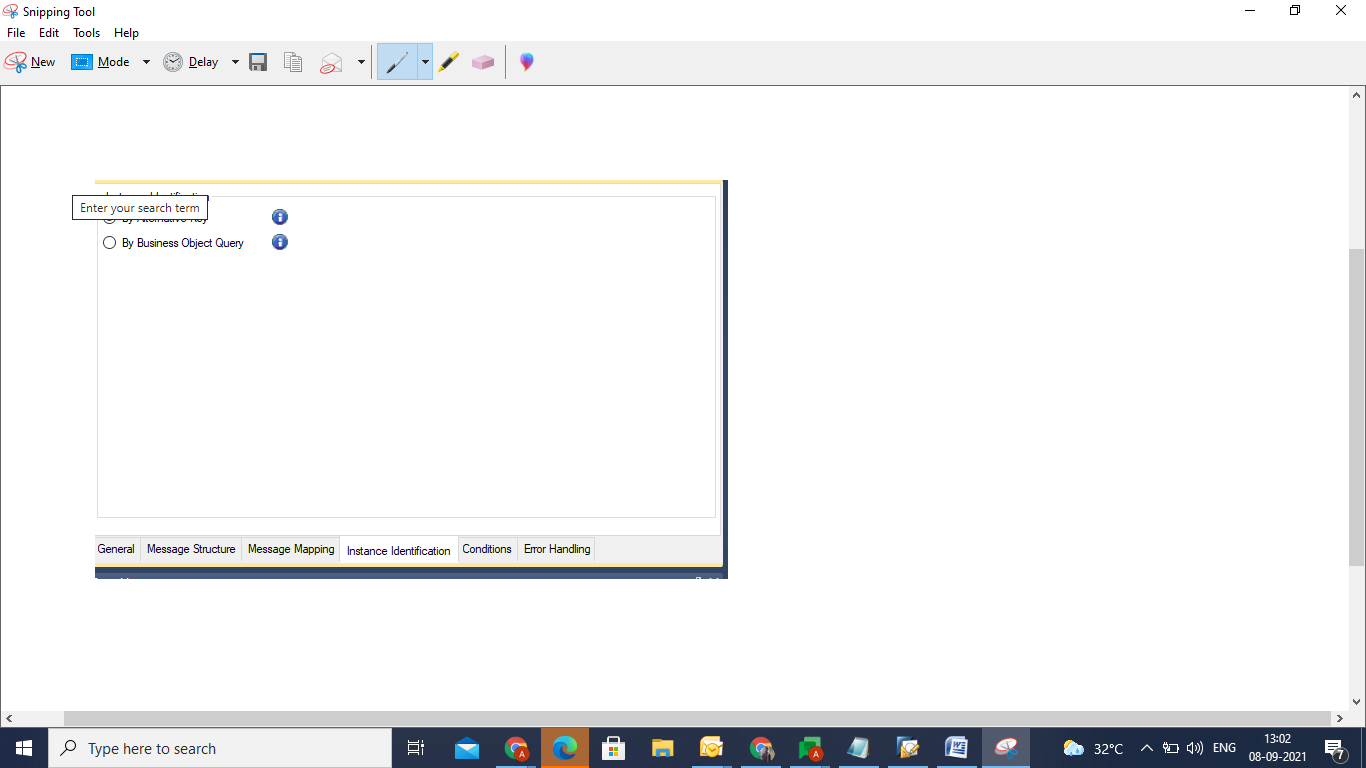 Snipping Tool
File Edit Tools Help
New Mode Delay
Enter your search term
By Business Object Query
General Message Structure Message Mapping Instance Identification Conditions Error Handling
Type here to search
32°C ENG 13:02
08-09-2021 7